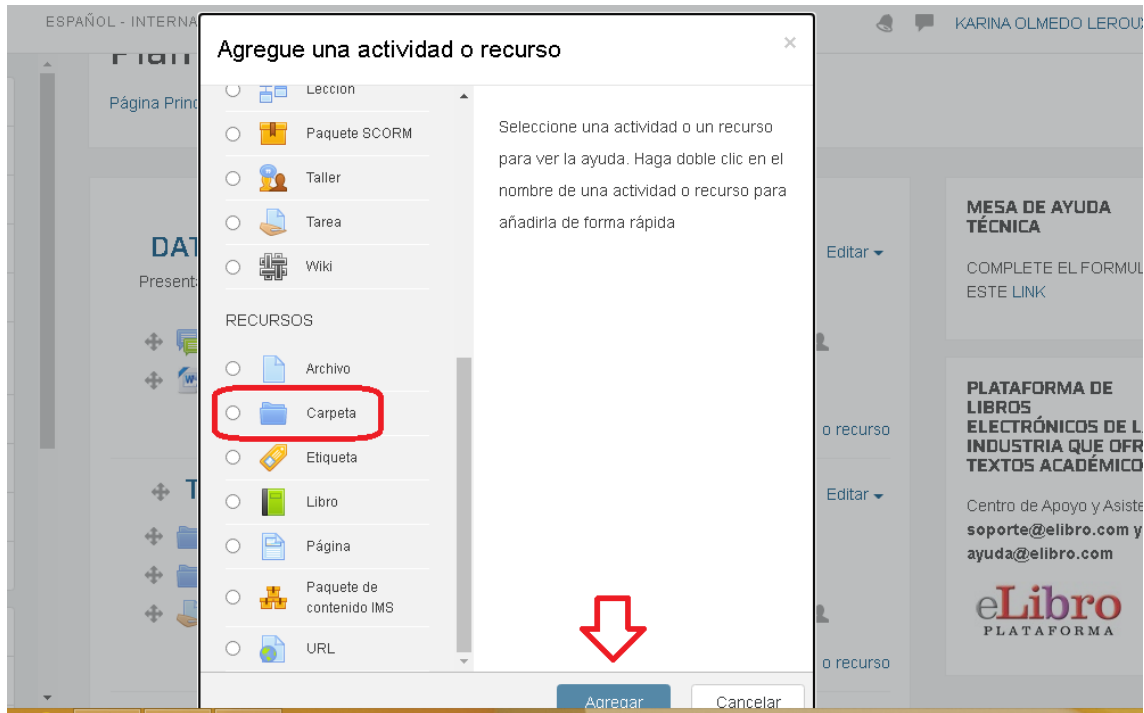 ESPAÑOL - INTERNA
KARINA OLMEDO LEROUX
Agregue una actividad o recurso
×
Página Princ
Lección
Paquete SCORM
Taller
Tarea
Wiki
RECURSOS
Archivo
Carpeta
Etiqueta
Libro
Página
Paquete de
contenido IMS
URL
Seleccione una actividad o un recurso
para ver la ayuda. Haga doble clic en el
nombre de una actividad o recurso para
añadirla de forma rápida
Agregar
Cancelar
DAT
Present
T
Editar
o recurso
Editar
o recurso
MESA DE AYUDA
TÉCNICA
COMPLETE EL FORMUL
ESTE LINK
PLATAFORMA DE
LIBROS
ELECTRÓNICOS DE L
INDUSTRIA QUE OFR
TEXTOS ACADÉMICO
Centro de Apoyo y Asiste
soporte@elibro.com y
ayuda@elibro.com
eLibro
PLATAFORMA